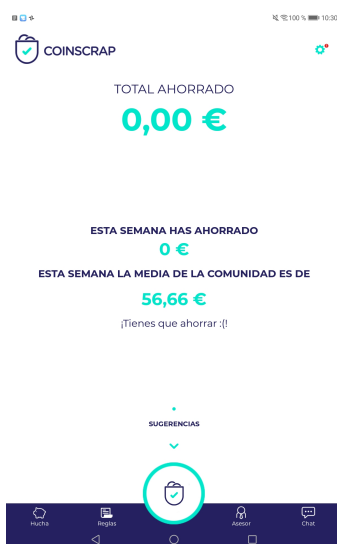 100 % 10:30
COINSCRAP
TOTAL AHORRADO
0,00 €
ESTA SEMANA HAS AHORRADO
0 €
ESTA SEMANA LA MEDIA DE LA COMUNIDAD ES DE
56,66 €
¡Tienes que ahorrar :(!
SUGERENCIAS
Hucha Reglas Asesor Chat